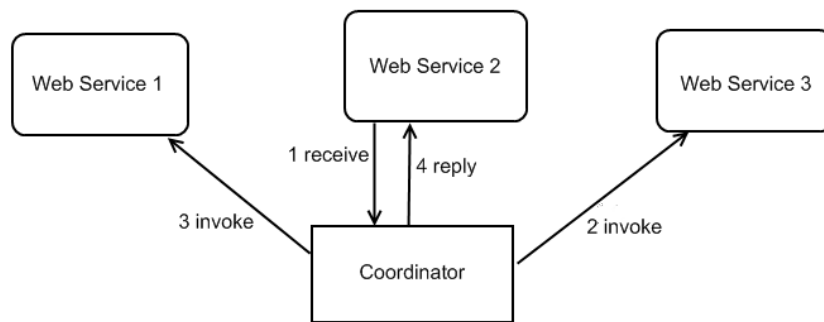 Web Service 1
Web Service 2
Web Service 3
1 receive
4 reply
3 invoke
2 invoke
Coordinator